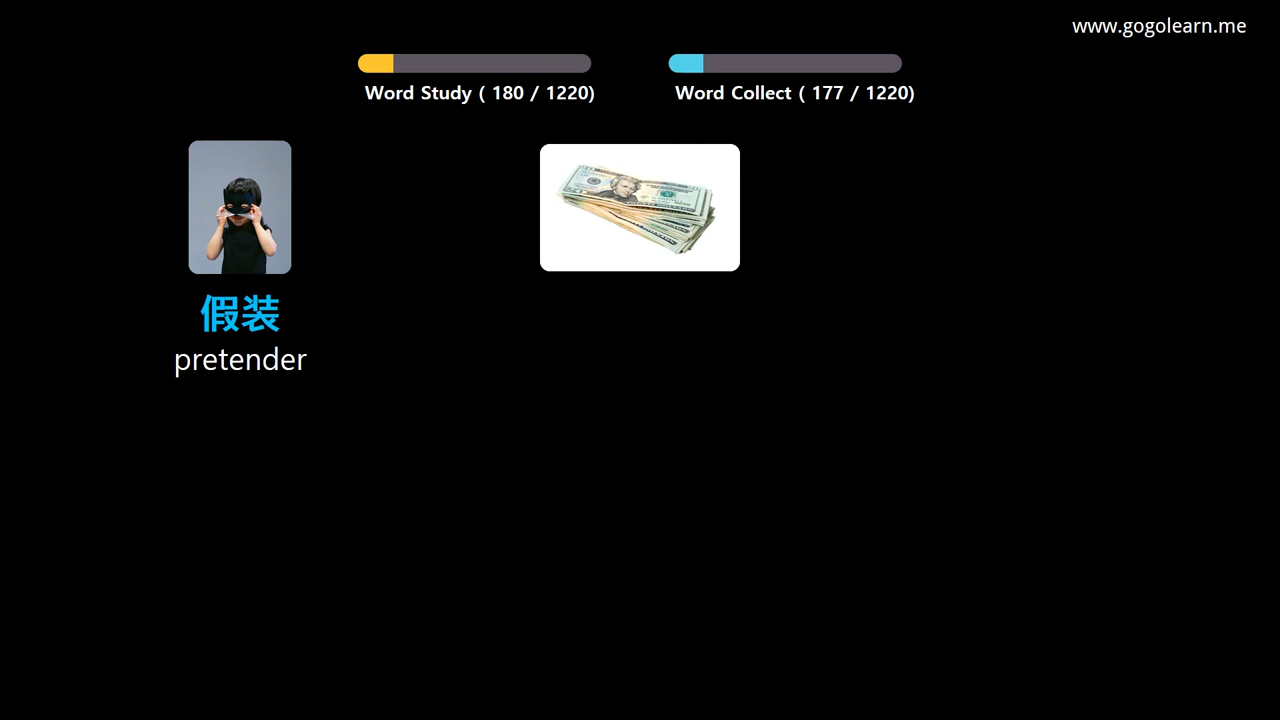 www.gogolearn.me
Word Study ( 180 / 1220)
Word Collect ( 177 / 1220)
假装
pretender